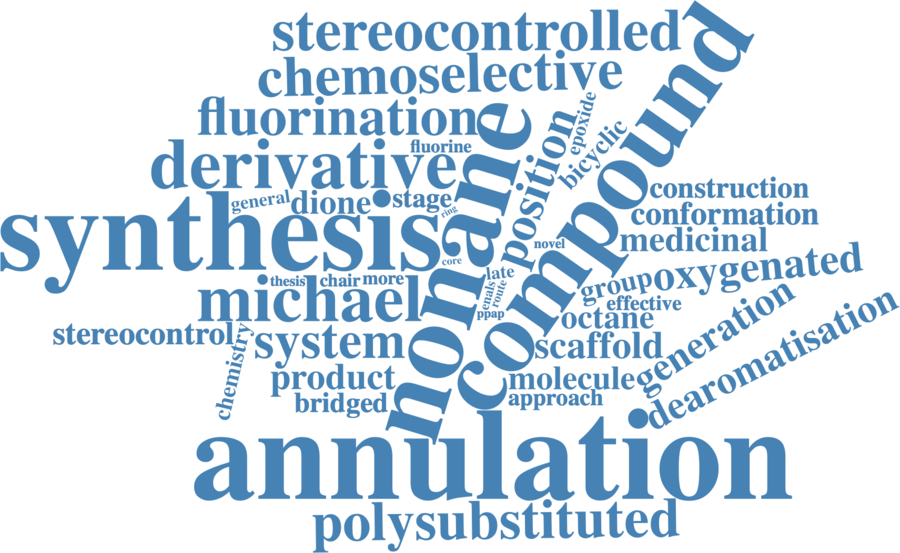 stereocontrolled
chemoselective
fluorination
fluorine
derivative
nonane
position
epoxide
bicyclic
compound
general
dione
stage
ring
synthesis
core
novel
construction
conformation
medicinal
thesis
chair
more
late
enals
route
ppap
group
oxygenated
michael
effective
octane
stereocontrol
chemistry
system
scaffold
generation
product
molecule
bridged
approach
dearomatisation
annulation
polysubstituted